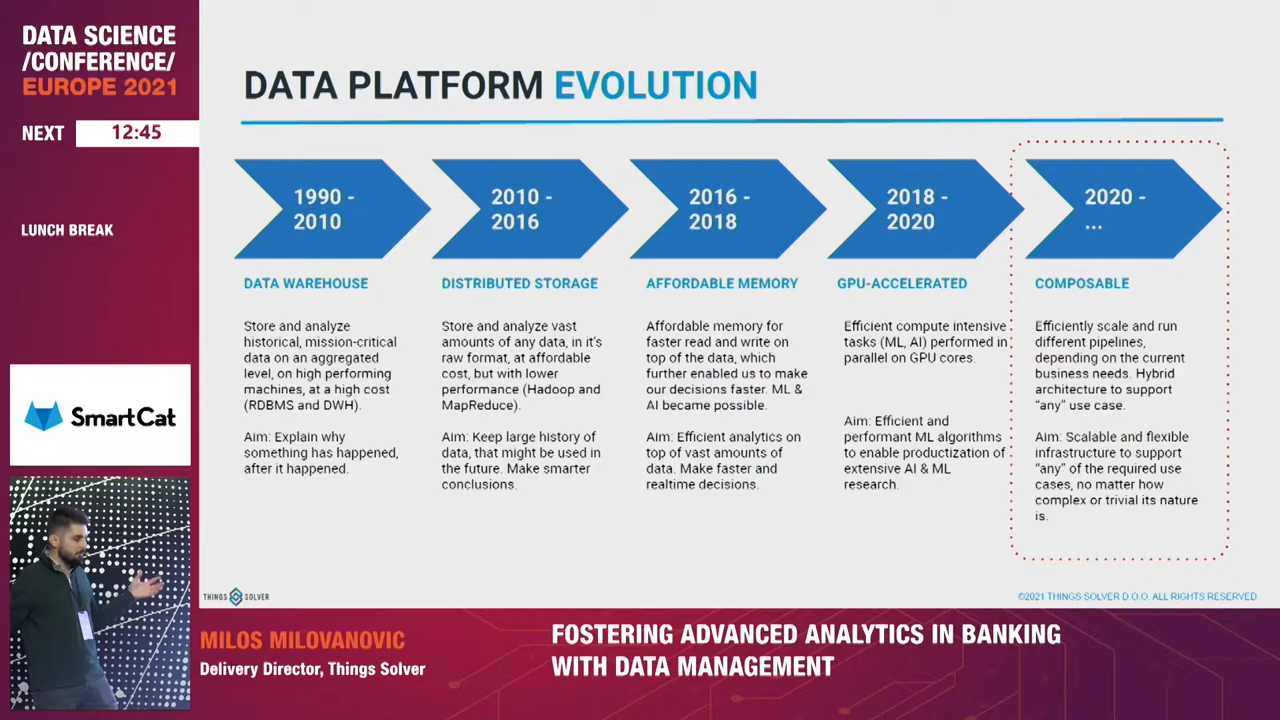 DATA SCIENCE
/CONFERENCE/
EUROPE 2021
NEXT 12:45
LUNCH BREAK
SmartCat
DATA PLATFORM EVOLUTION
1990 -
2010
DATA WAREHOUSE
Store and analyze
historical, mission-critical
data on an aggregated
level, on high performing
machines, at a high cost
(RDBMS and DWH).
Aim: Explain why
something has happened,
after it happened.
2010 -
2016
DISTRIBUTED STORAGE
Store and analyze vast
amounts of any data, in it's
raw format, at affordable
cost, but with lower
performance (Hadoop and
MapReduce).
Aim: Keep large history of
data, that might be used in
the future. Make smarter
conclusions.
2016 -
2018
AFFORDABLE MEMORY
Affordable memory for
faster read and write on
top of the data, which
further enabled us to make
our decisions faster. ML &
AI became possible.
Aim: Efficient analytics on
top of vast amounts of
data. Make faster and
realtime decisions.
2018 -
2020
GPU-ACCELERATED
Efficient compute intensive
tasks (ML, AI) performed in
parallel on GPU cores.
Aim: Efficient and
performant ML algorithms
to enable productization of
extensive AI & ML
research.
2020 -
...
COMPOSABLE
Efficiently scale and run
different pipelines,
depending on the current
business needs. Hybrid
architecture to support
“any” use case.
Aim: Scalable and flexible
infrastructure to support
“any” of the required use
cases, no matter how
complex or trivial its nature
is.
THINGS SOLVER
©2021 THINGS SOLVER D.O.O. ALL RIGHTS RESERVED
MILOS MILOVANOVIC
Delivery Director, Things Solver
FOSTERING ADVANCED ANALYTICS IN BANKING
WITH DATA MANAGEMENT